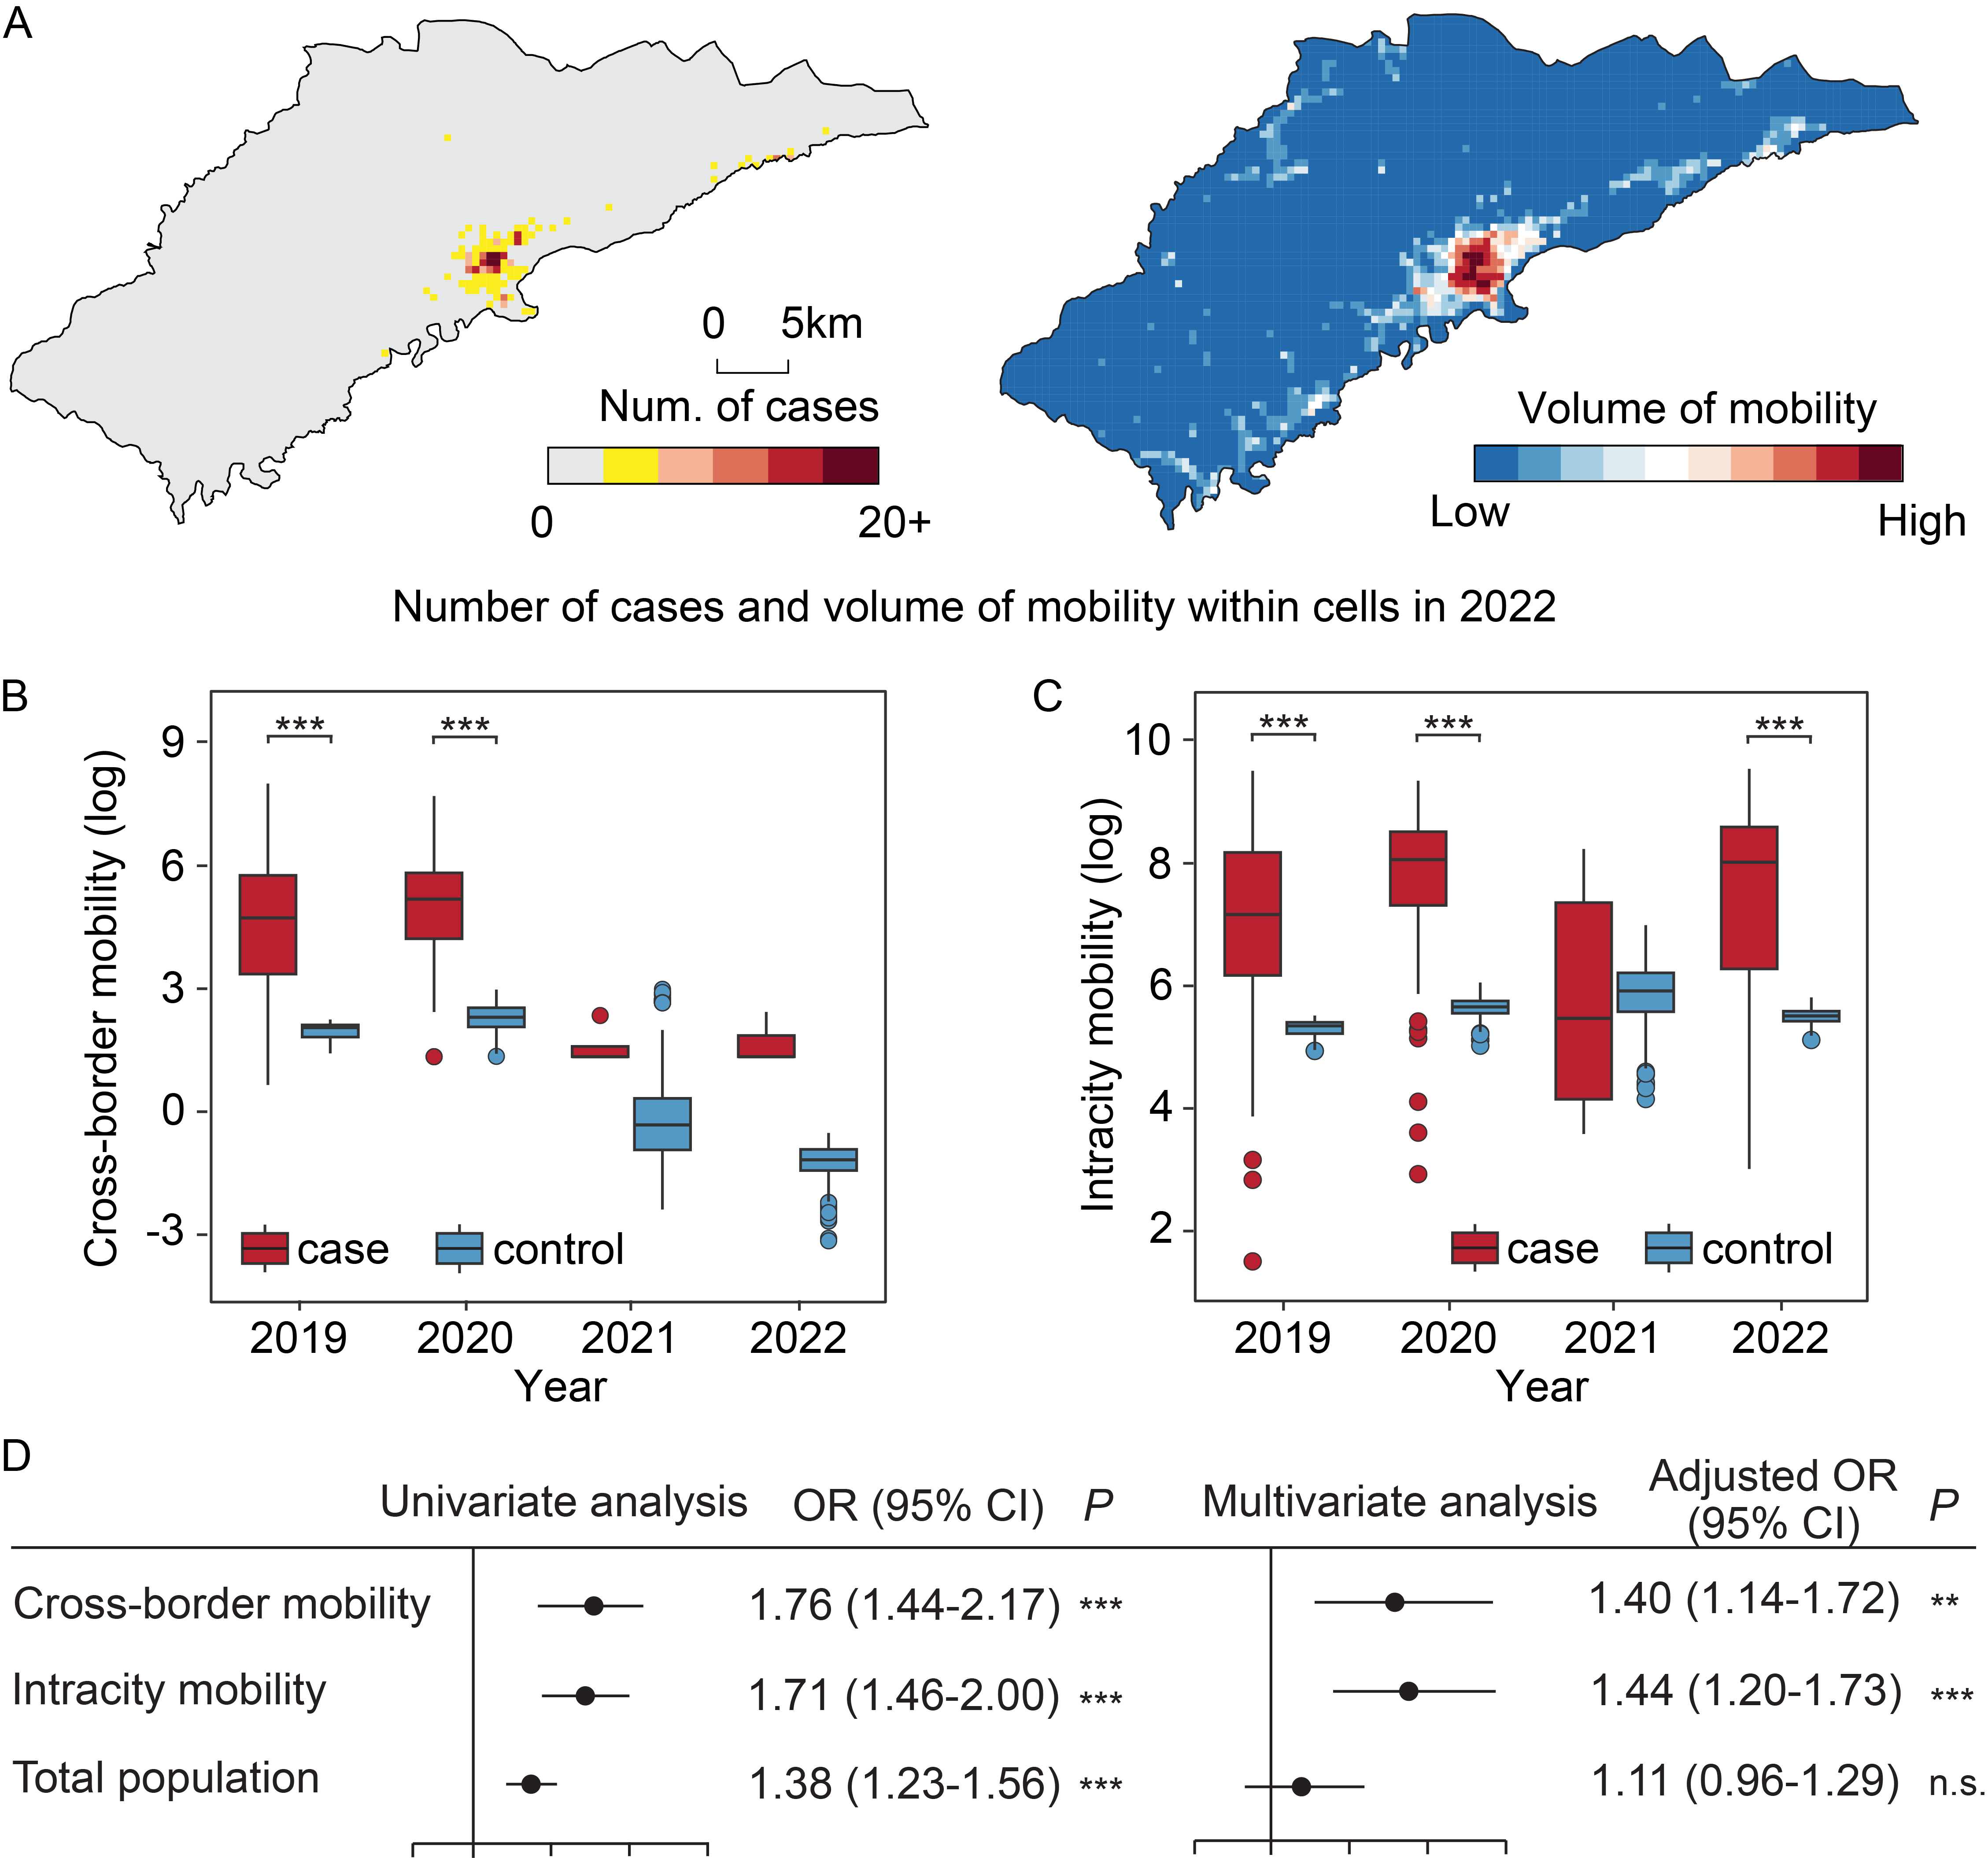 A
0 5km
Num. of cases
0 20+
Volume of mobility
Low High
Number of cases and volume of mobility within cells in 2022
B
Cross-border mobility (log)
9
6
3
0
-3
*** ***
case control
2019 2020 2021 2022
Year
C
Intracity mobility (log)
10
8
6
4
2
*** *** ***
case control
2019 2020 2021 2022
Year
D
Univariate analysis OR (95% CI) P Multivariate analysis Adjusted OR (95% CI) P
Cross-border mobility 1.76 (1.44-2.17) *** 1.40 (1.14-1.72) **
Intracity mobility 1.71 (1.46-2.00) *** 1.44 (1.20-1.73) ***
Total population 1.38 (1.23-1.56) *** 1.11 (0.96-1.29) n.s.